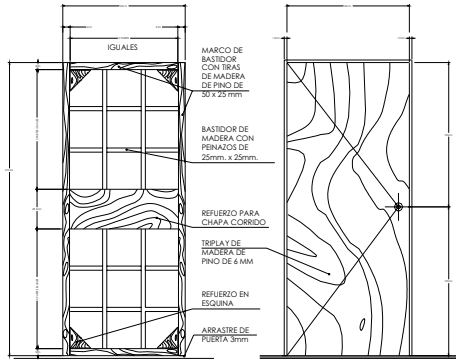 IGUALES
MARCO DE
BASTIDOR
CON TIRAS
DE MADERA
DE PINO DE
50 x 25 mm
BASTIDOR DE
MADERA CON
PEINAZOS DE
25mm. x 25mm.
REFUERZO PARA
CHAPA CORRIDO
TRIPLAY DE
MADERA DE
PINO DE 6 MM
REFUERZO EN
ESQUINA
ARRASTRE DE
PUERTA 3mm